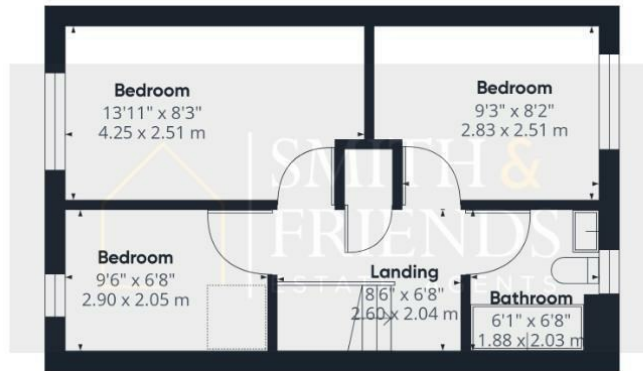 Bedroom
13'11" x 8'3"
4.25 x 2.51 m
Bedroom
9'3" x 8'2"
2.83 x 2.51 m
SMITH &
FRIENDS
ESTATE AGENTS
Bedroom
9'6" x 6'8"
2.90 x 2.05 m
Landing
8'6" x 6'8"
2.60 x 2.04 m
Bathroom
6'1" x 6'8"
1.88 x 2.03 m